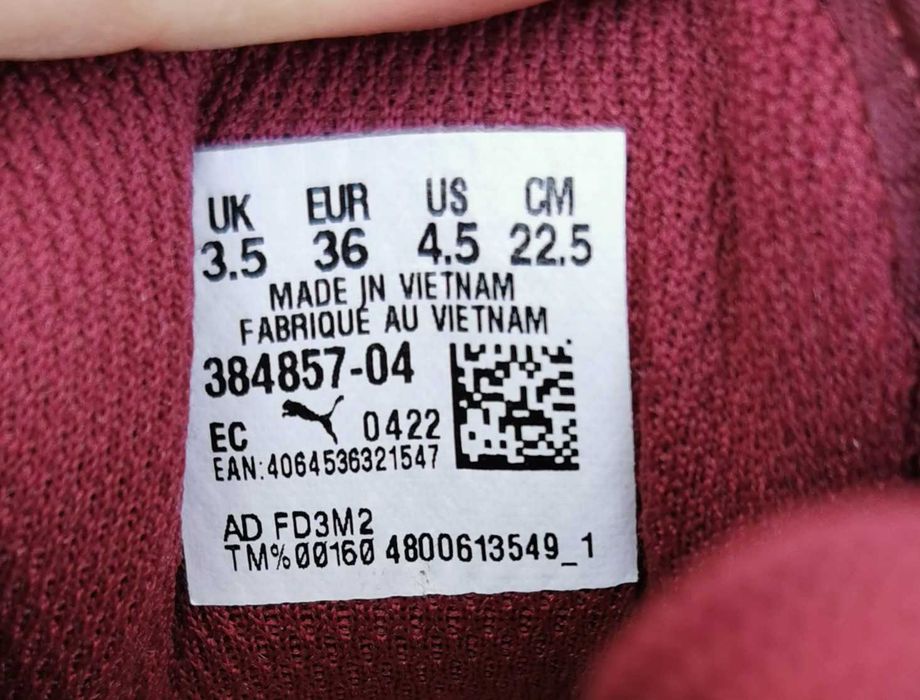 UK EUR US CM
3.5 36 4.5 22.5
MADE IN VIETNAM
FABRIQUE AU VIETNAM
384857-04
EC 0422
EAN:4064536321547
AD FD3M2
TM%00160 4800613549_1